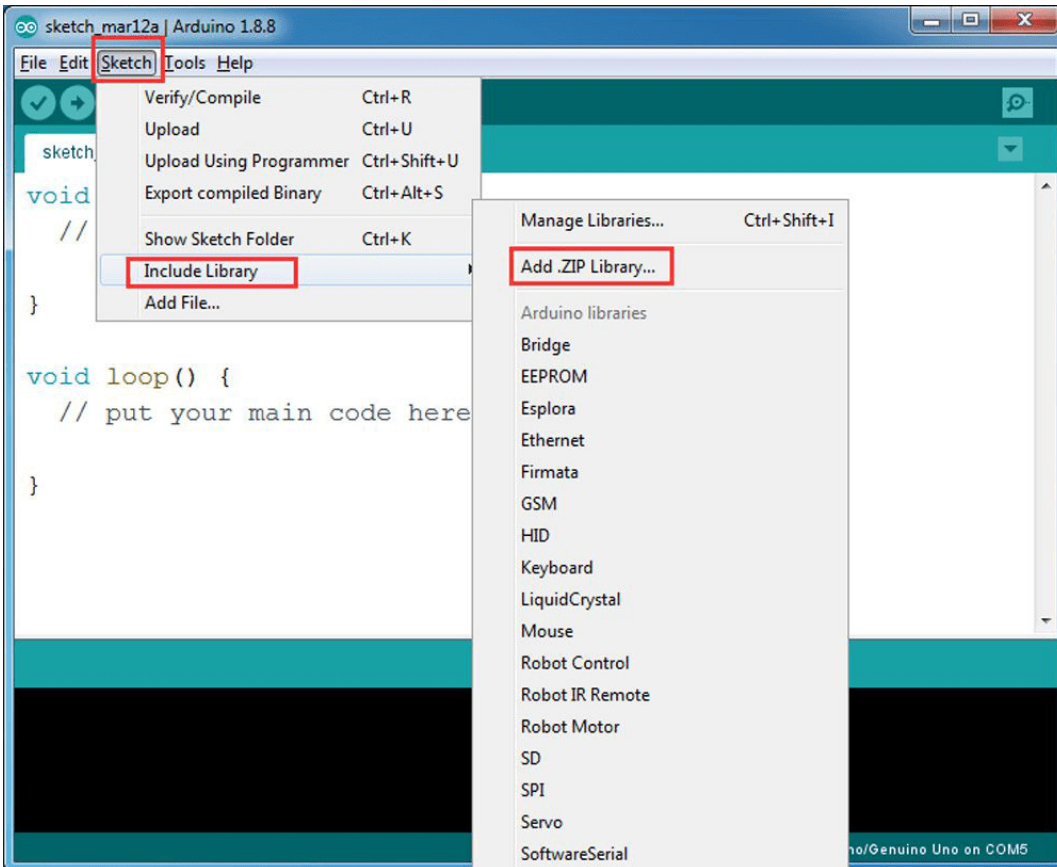 sketch_mar12a | Arduino 1.8.8
File Edit Sketch Tools Help
Verify/Compile Ctrl+R
Upload Ctrl+U
Upload Using Programmer Ctrl+Shift+U
Export compiled Binary Ctrl+Alt+S
Show Sketch Folder Ctrl+K
Include Library
Add File...
sketch_
void
//
}
void loop() {
// put your main code here
}
Manage Libraries... Ctrl+Shift+I
Add .ZIP Library...
Arduino libraries
Bridge
EEPROM
Esplora
Ethernet
Firmata
GSM
HID
Keyboard
LiquidCrystal
Mouse
Robot Control
Robot IR Remote
Robot Motor
SD
SPI
Servo
SoftwareSerial
no/Genuino Uno on COM5